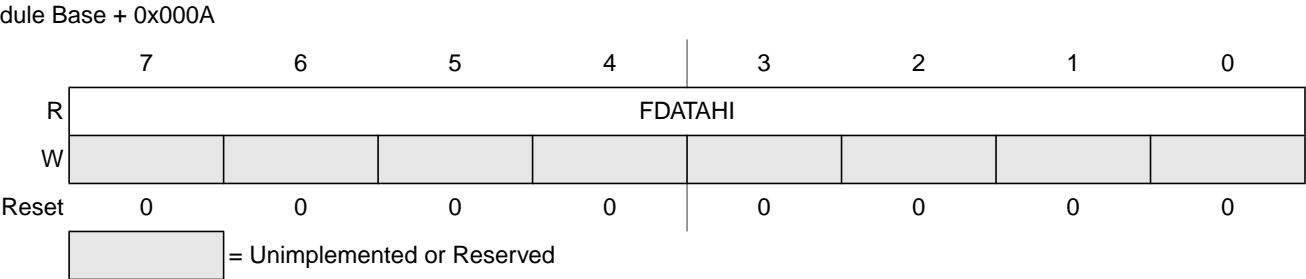 dule Base + 0x000A
7 6 5 4 3 2 1 0
R FDATAHI
W
Reset 0 0 0 0 0 0 0 0
= Unimplemented or Reserved